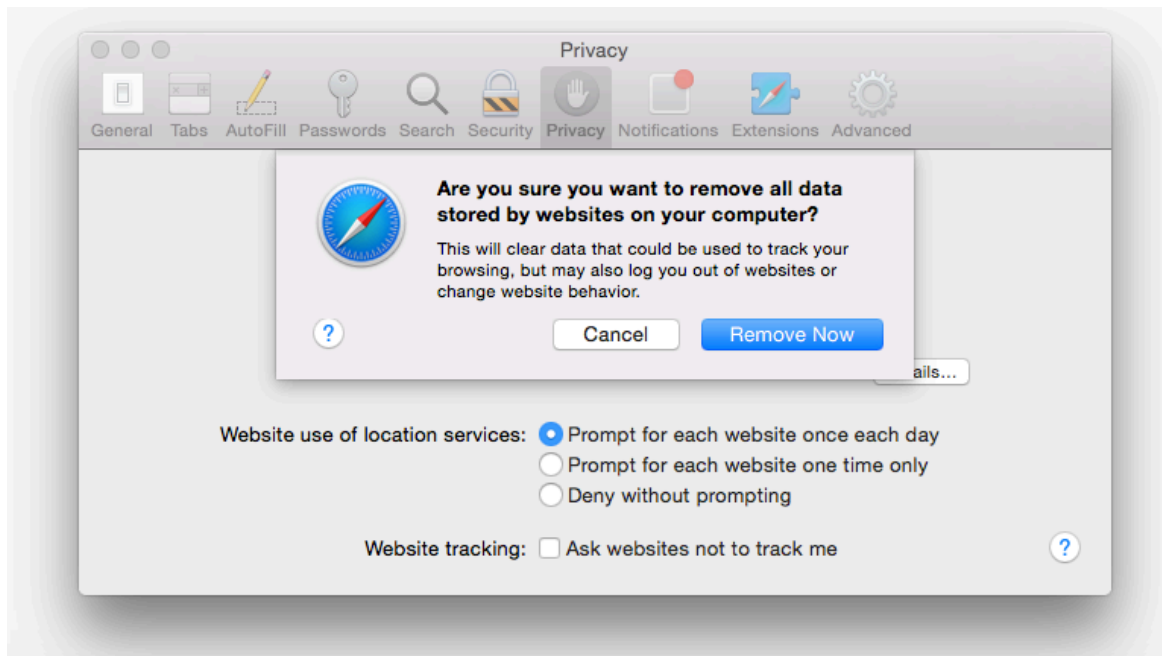 Privacy
General Tabs AutoFill Passwords Search Security Privacy Notifications Extensions Advanced
Are you sure you want to remove all data
stored by websites on your computer?
This will clear data that could be used to track your
browsing, but may also log you out of websites or
change website behavior.
?
Cancel
Remove Now
ails...
Website use of location services:
Prompt for each website once each day
Prompt for each website one time only
Deny without prompting
Website tracking:
Ask websites not to track me
?